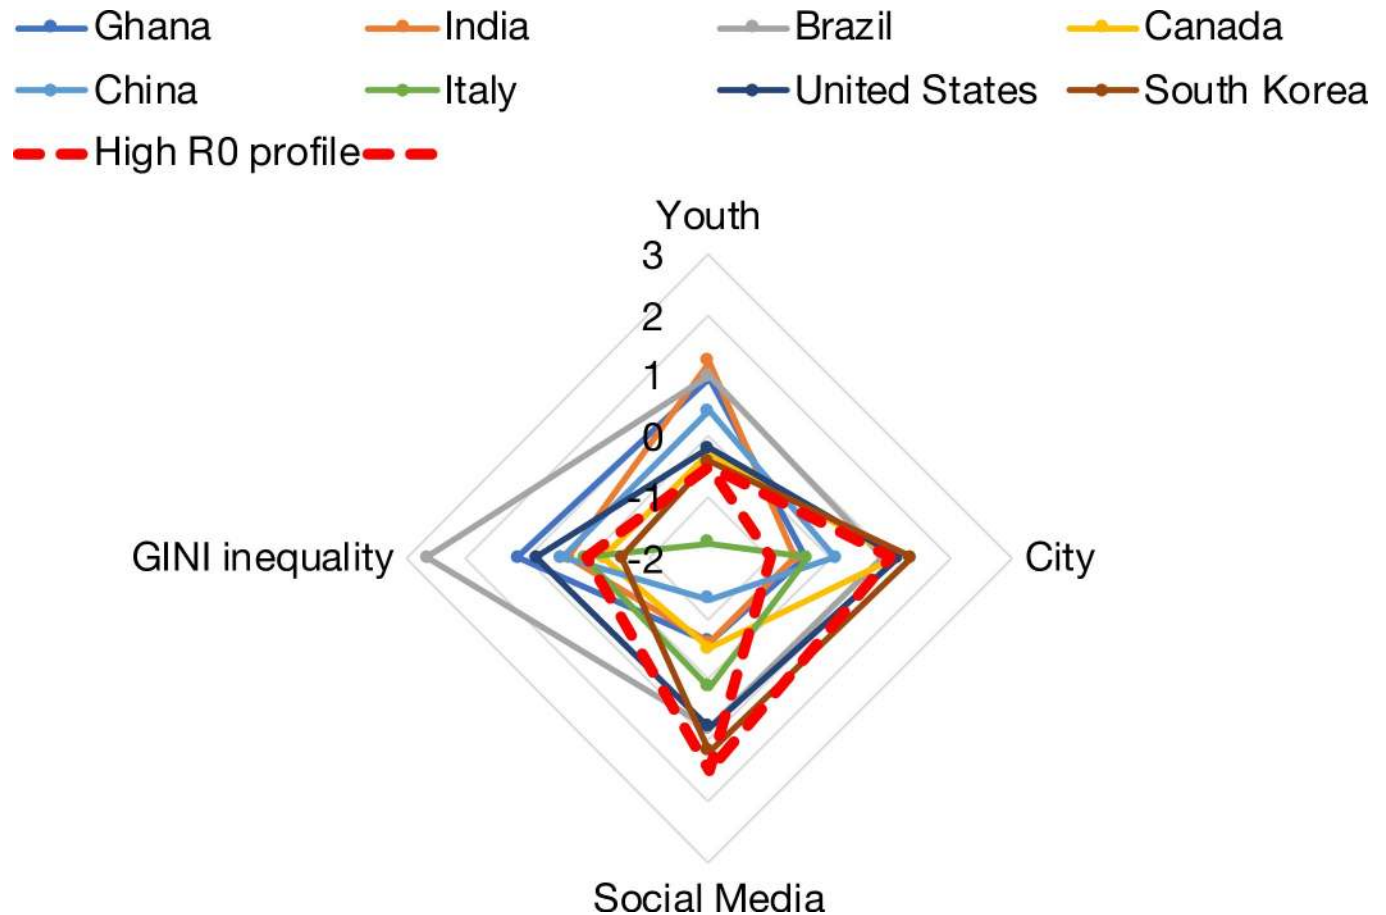 Ghana India Brazil Canada
China Italy United States South Korea
High R0 profile
Youth
3
2
1
0
-1
GINI inequality -2 City
Social Media